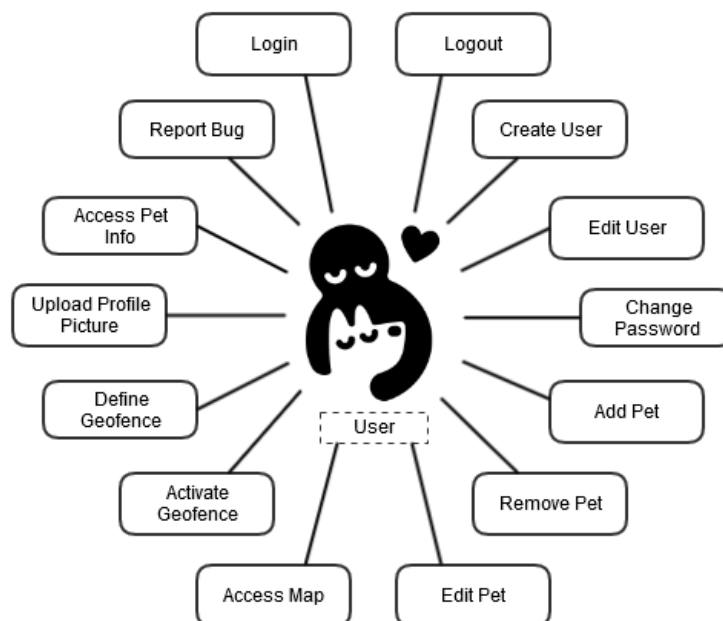 Login
Logout
Report Bug
Create User
Access Pet
Info
Edit User
Upload Profile
Picture
Change
Password
Define
Geofence
Add Pet
User
Activate
Geofence
Remove Pet
Access Map
Edit Pet